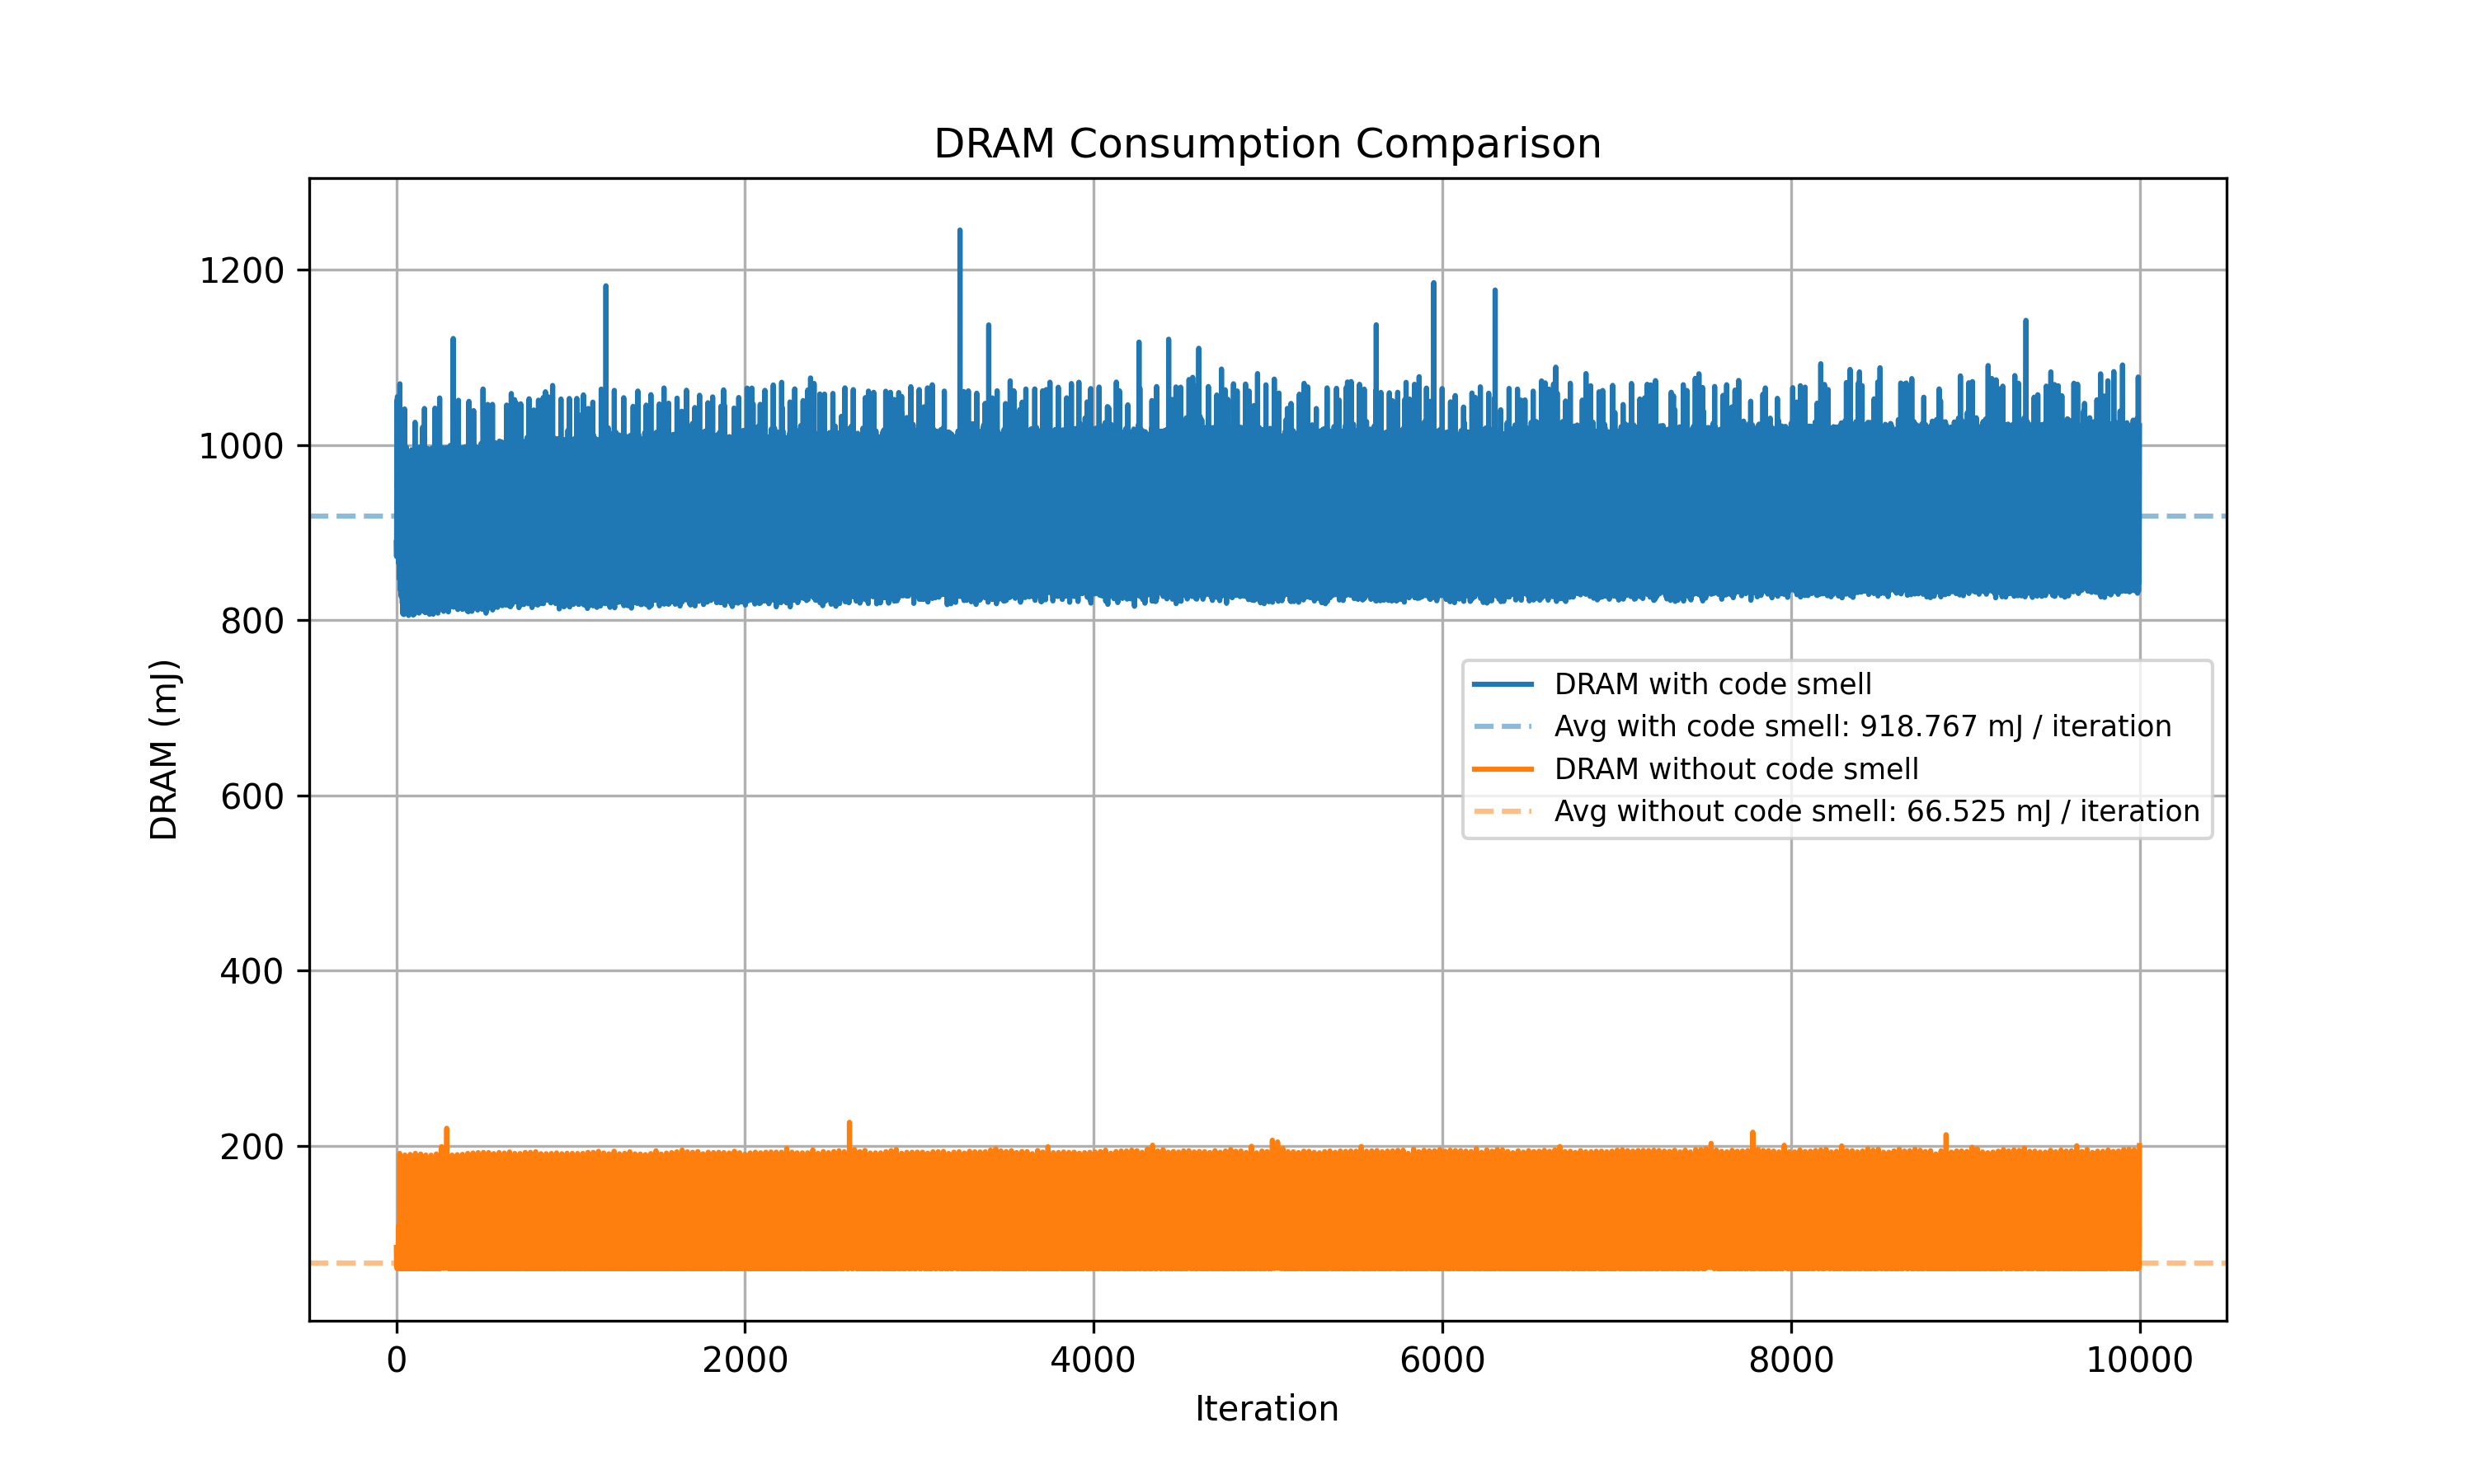 DRAM Consumption Comparison
1200
1000
800
600
400
200
DRAM (mJ)
DRAM with code smell
Avg with code smell: 918.767 mJ / iteration
DRAM without code smell
Avg without code smell: 66.525 mJ / iteration
0 2000 4000 6000 8000 10000
Iteration